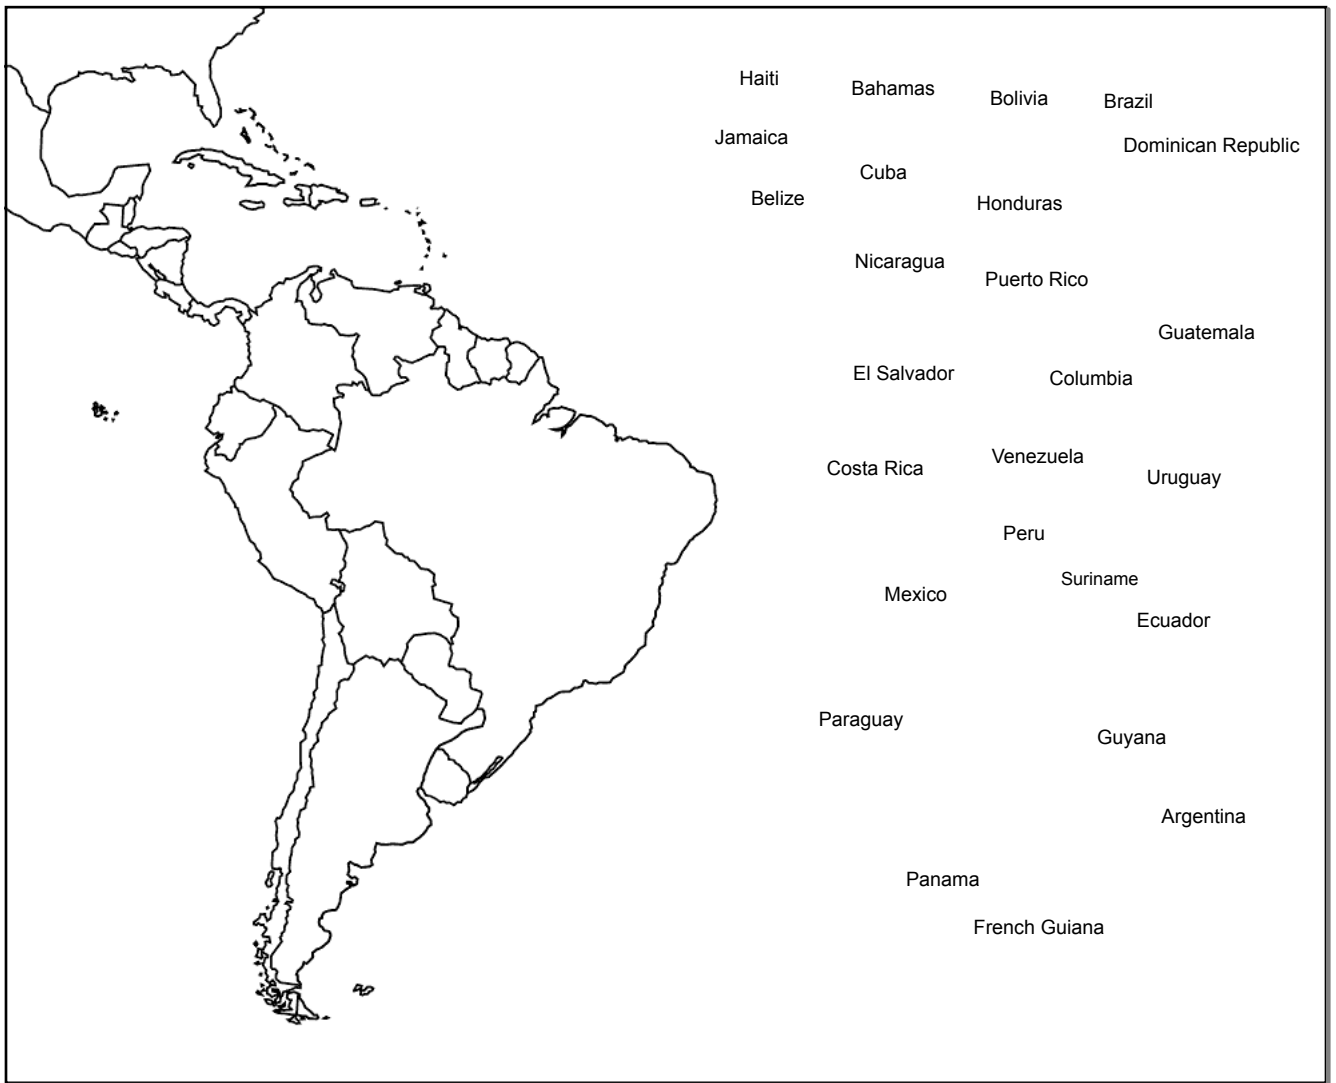 Haiti
Bahamas
Bolivia
Brazil
Jamaica
Dominican Republic
Cuba
Belize
Honduras
Nicaragua
Puerto Rico
Guatemala
El Salvador
Columbia
Costa Rica
Venezuela
Uruguay
Peru
Suriname
Mexico
Ecuador
Paraguay
Guyana
Argentina
Panama
French Guiana